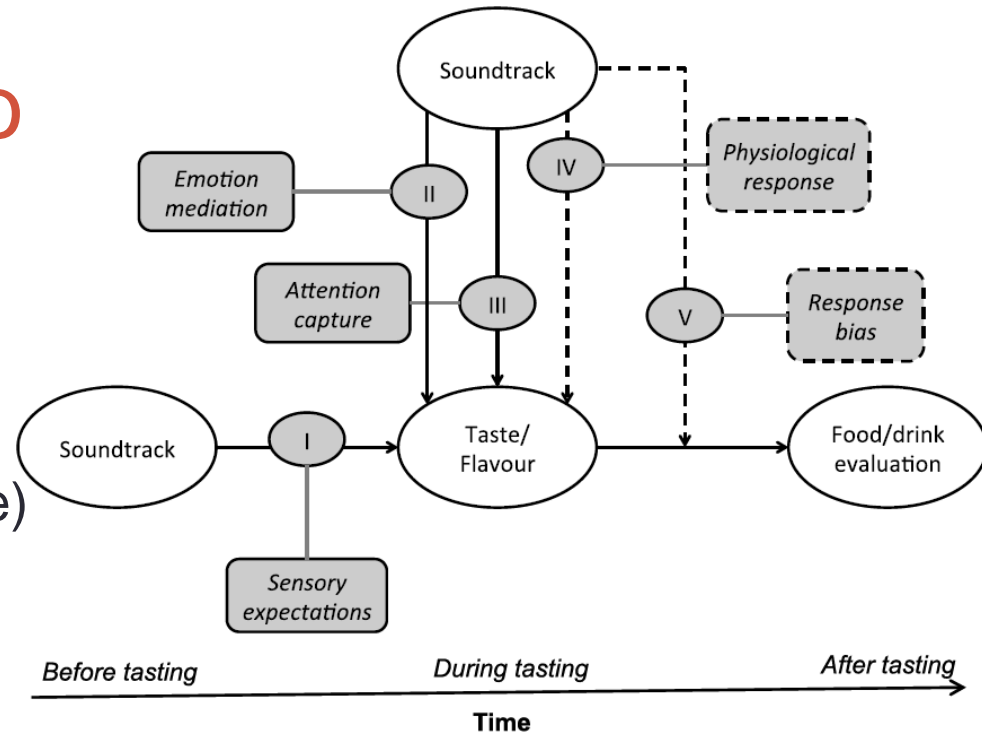 Soundtrack
o
IV
Physiological
response
Emotion
mediation
II
Attention
capture
III
V
Response
bias
Soundtrack
I
Taste/
Flavour
Food/drink
evaluation
e)
Sensory
expectations
Before tasting
During tasting
After tasting
Time